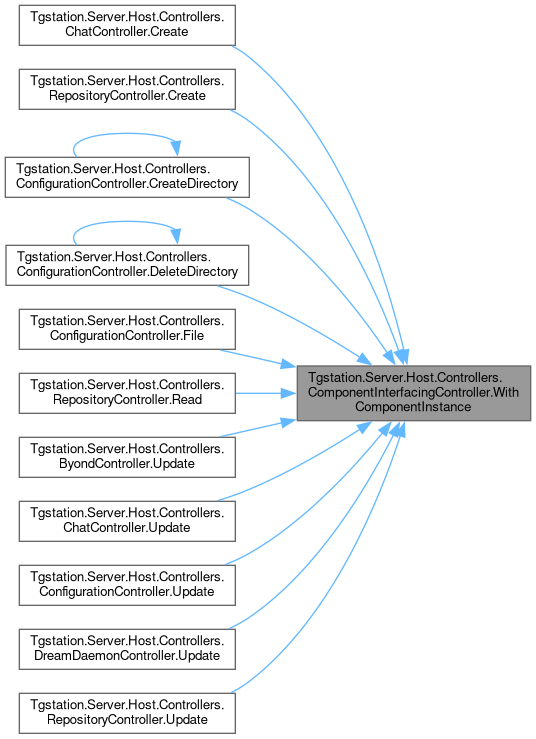 Tgstation.Server.Host.Controllers.
ChatController.Create
Tgstation.Server.Host.Controllers.
RepositoryController.Create
Tgstation.Server.Host.Controllers.
ConfigurationController.CreateDirectory
Tgstation.Server.Host.Controllers.
ConfigurationController.DeleteDirectory
Tgstation.Server.Host.Controllers.
ConfigurationController.File
Tgstation.Server.Host.Controllers.
RepositoryController.Read
Tgstation.Server.Host.Controllers.
ByondController.Update
Tgstation.Server.Host.Controllers.
ChatController.Update
Tgstation.Server.Host.Controllers.
ConfigurationController.Update
Tgstation.Server.Host.Controllers.
DreamDaemonController.Update
Tgstation.Server.Host.Controllers.
RepositoryController.Update
Tgstation.Server.Host.Controllers.
ComponentInterfacingController.With
ComponentInstance